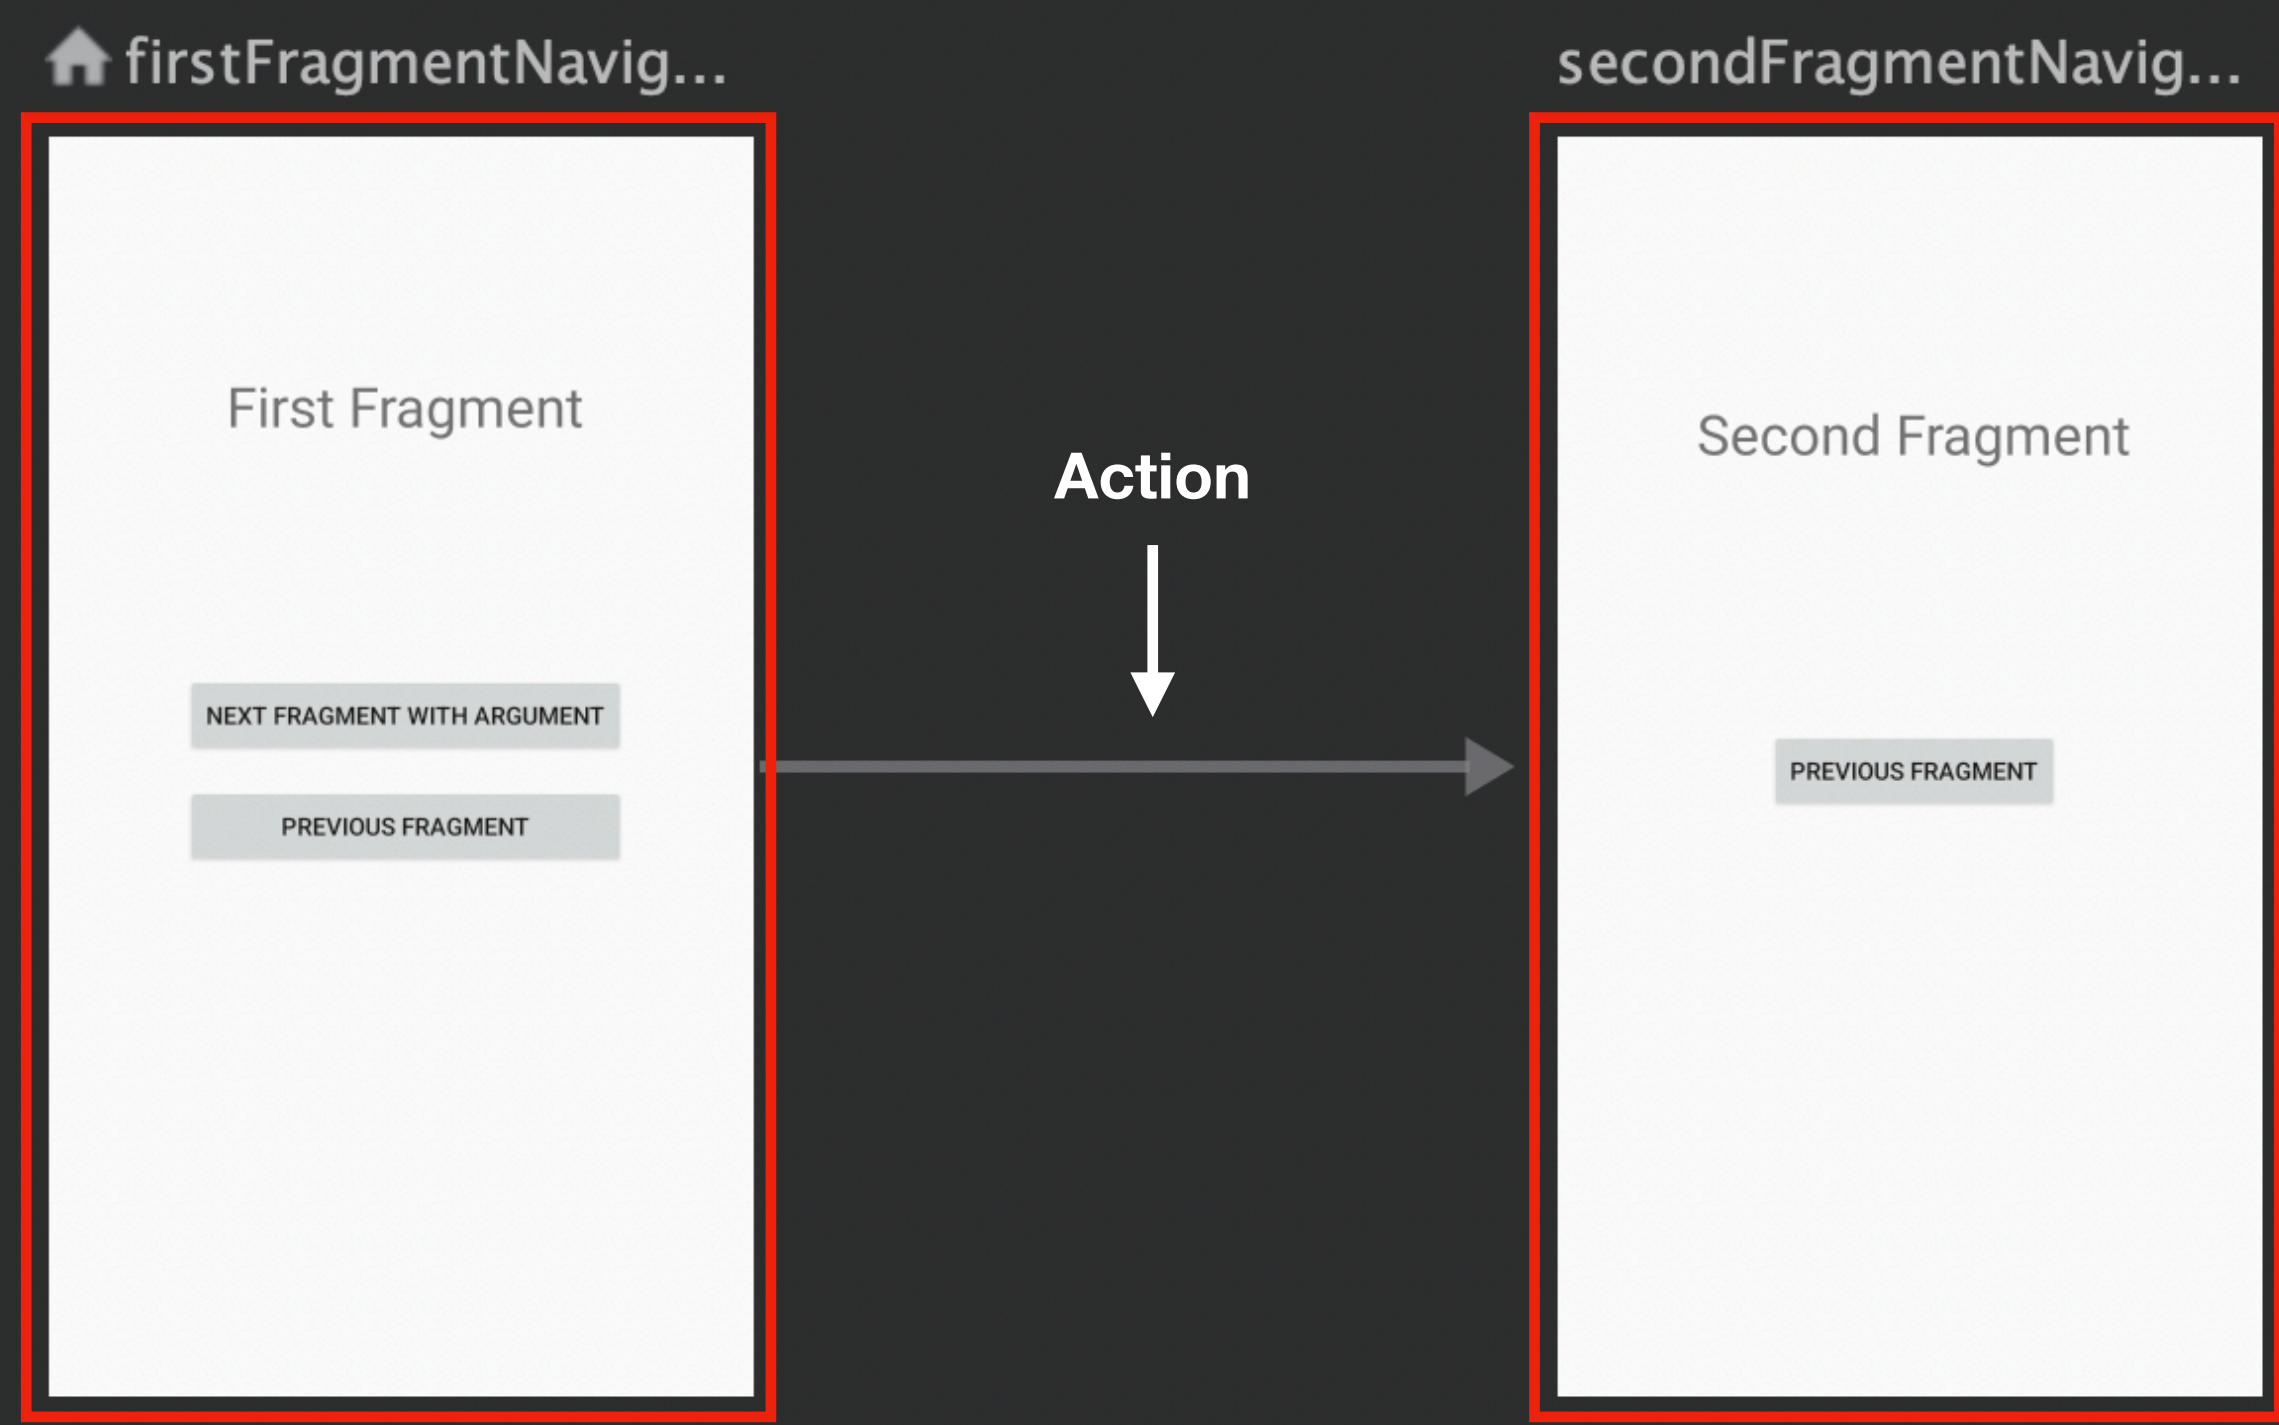 firstFragmentNavig...
secondFragmentNavig...
First Fragment
NEXT FRAGMENT WITH ARGUMENT
PREVIOUS FRAGMENT
Action
Second Fragment
PREVIOUS FRAGMENT